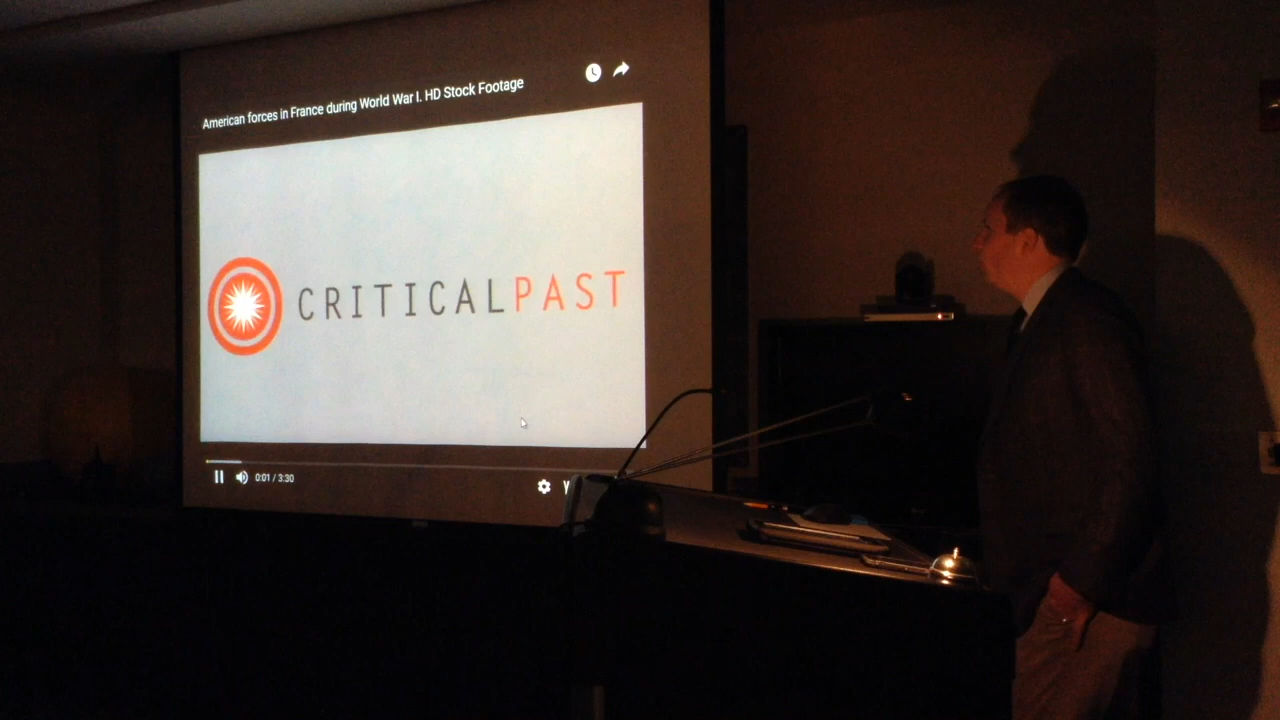 American forces in France during World War I. HD Stock Footage
CRITICALPAST
0:01 / 3:30